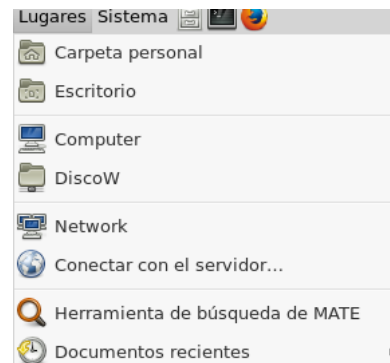 Lugares Sistema
Carpeta personal
Escritorio
Computer
DiscoW
Network
Conectar con el servidor...
Herramienta de búsqueda de MATE
Documentos recientes